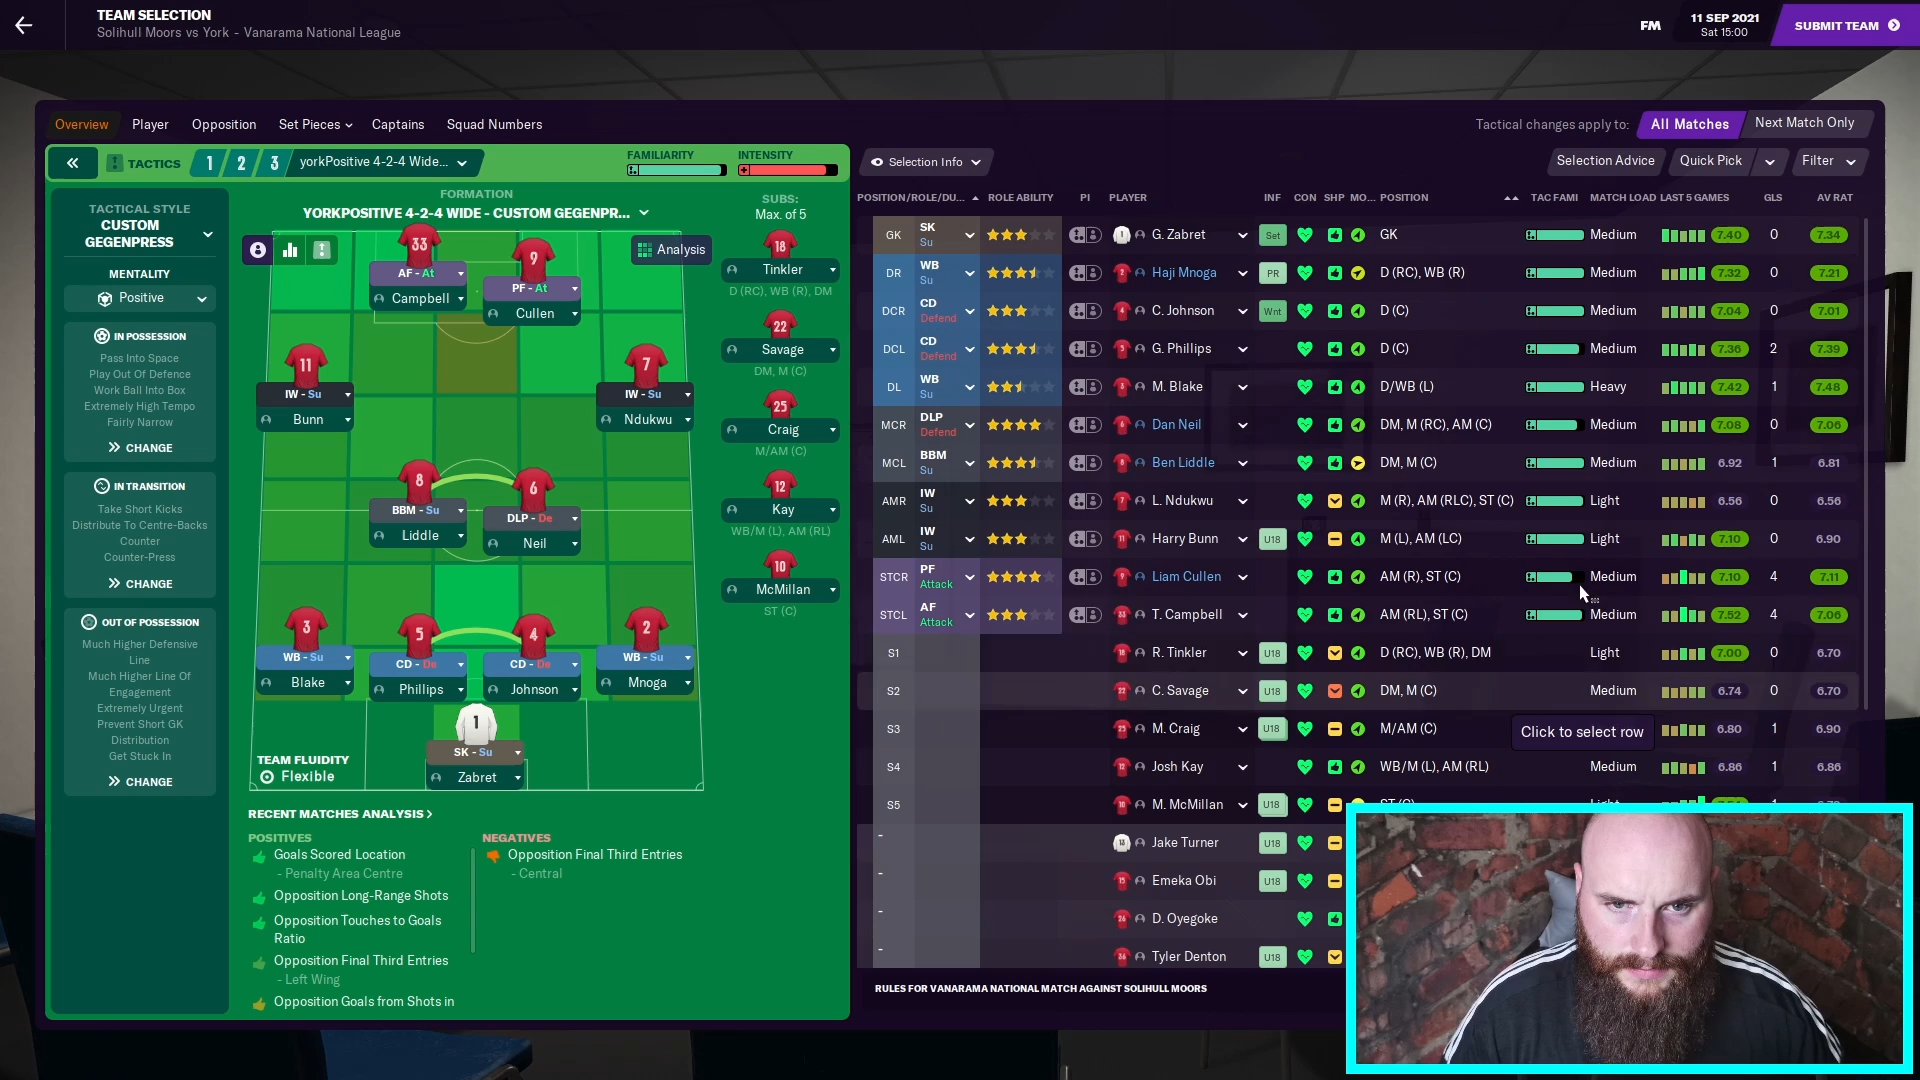 TEAM SELECTION
Solihull Moors vs York - Vanarama National League
FM
11 SEP 2021
Sat 15:00
SUBMIT TEAM
Overview
Player
Opposition
Set Pieces
Captains
Squad Numbers
Tactical changes apply to:
All Matches
Next Match Only
TACTICS
1
2
3
yorkPositive 4-2-4 Wide...
FAMILIARITY
INTENSITY
TACTICAL STYLE
CUSTOM
GEGENPRESS
MENTALITY
Positive
IN POSSESSION
Pass Into Space
Play Out Of Defence
Work Ball Into Box
Extremely High Tempo
Fairly Narrow
CHANGE
IN TRANSITION
Take Short Kicks
Distribute To Centre-Backs
Counter
Counter-Press
CHANGE
OUT OF POSSESSION
Much Higher Defensive
Line
Much Higher Line Of
Engagement
Extremely Urgent
Prevent Short GK
Distribution
Get Stuck In
CHANGE
FORMATION
YORKPOSITIVE 4-2-4 WIDE - CUSTOM GEGENPR...
Analysis
33
AF - At
Campbell
9
PF - At
Cullen
11
IW - Su
Bunn
7
IW - Su
Ndukwu
8
BBM - Su
Liddle
6
DLP - De
Neil
3
WB - Su
Blake
5
CD - De
Phillips
4
CD - De
Johnson
2
WB - Su
Mnoga
1
SK - Su
Zabret
TEAM FLUIDITY
Flexible
SUBS:
Max. of 5
18
Tinkler
D (RC), WB (R), DM
22
Savage
DM, M (C)
25
Craig
M/AM (C)
12
Kay
WB/M (L), AM (RL)
10
McMillan
ST (C)
RECENT MATCHES ANALYSIS >
POSITIVES
Goals Scored Location
- Penalty Area Centre
Opposition Long-Range Shots
Opposition Touches to Goals
Ratio
Opposition Final Third Entries
- Left Wing
Opposition Goals from Shots in
NEGATIVES
Opposition Final Third Entries
- Central
Selection Info
Selection Advice
Quick Pick
Filter
POSITION/ROLE/DU... ROLE ABILITY PI PLAYER INF CON SHP MO... POSITION TAC FAMI MATCH LOAD LAST 5 GAMES GLS AV RAT
GK SK Su G. Zabret Set GK Medium 7.40 0 7.34
DR WB Su Haji Mnoga PR D (RC), WB (R) Medium 7.32 0 7.21
DCR CD Defend C. Johnson Wnt D (C) Medium 7.04 0 7.01
DCL CD Defend G. Phillips D (C) Medium 7.36 2 7.39
DL WB Su M. Blake D/WB (L) Heavy 7.42 1 7.48
MCR DLP Defend Dan Neil DM, M (RC), AM (C) Medium 7.08 0 7.06
MCL BBM Su Ben Liddle DM, M (C) Medium 6.92 1 6.81
AMR IW Su L. Ndukwu M (R), AM (RLC), ST (C) Light 6.56 0 6.56
AML IW Su Harry Bunn U18 M (L), AM (LC) Light 7.10 0 6.90
STCR PF Attack Liam Cullen AM (R), ST (C) Medium 7.10 4 7.11
STCL AF Attack T. Campbell AM (RL), ST (C) Medium 7.52 4 7.06
S1 R. Tinkler U18 D (RC), WB (R), DM Light 7.00 0 6.70
S2 C. Savage U18 DM, M (C) Medium 6.74 0 6.70
S3 M. Craig U18 M/AM (C) 6.80 1 6.90
Click to select row
S4 Josh Kay WB/M (L), AM (RL) Medium 6.86 1 6.86
S5 M. McMillan U18
- Jake Turner U18
- Emeka Obi U18
- D. Oyegoke
- Tyler Denton U18
RULES FOR VANARAMA NATIONAL MATCH AGAINST SOLIHULL MOORS